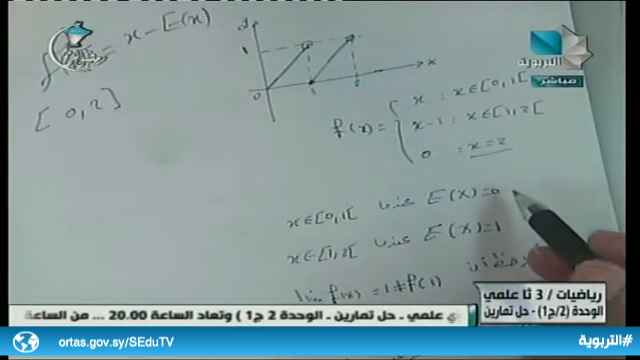 f(x) = x - E(x)
[0, 2]
y
1
0
1
2
x
التربوية
مباشر
f(x) = { x : x∈[0,1[
x-1 : x∈[1,2[
0 : x=2
x∈[0,1[ عندما E(x)=0
x∈[1,2[ عندما E(x)=1
lim f(x) = 1 ≠ f(1)
علمي - حل تمارين - الوحدة 2 ج1 ) وتعاد الساعة 20.00 ... من الساعة
رياضيات / 3 ثا علمي
الوحدة (2/ج1) - حل تمارين
ortas.gov.sy/SEduTV
#التربوية